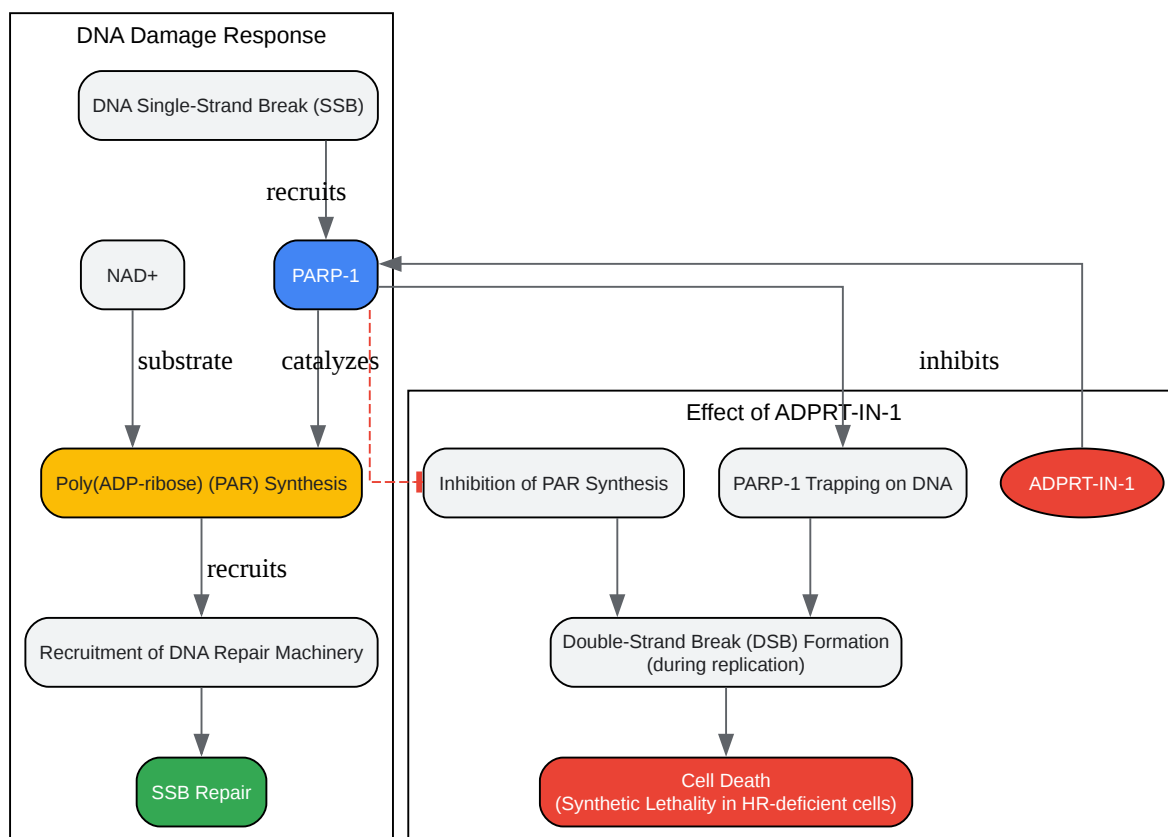 DNA Damage Response
DNA Single-Strand Break (SSB)
recruits
NAD+
PARP-1
substrate
catalyzes
inhibits
Effect of ADPRT-IN-1
Poly(ADP-ribose) (PAR) Synthesis
Inhibition of PAR Synthesis
PARP-1 Trapping on DNA
ADPRT-IN-1
recruits
Recruitment of DNA Repair Machinery
Double-Strand Break (DSB) Formation
(during replication)
SSB Repair
Cell Death
(Synthetic Lethality in HR-deficient cells)